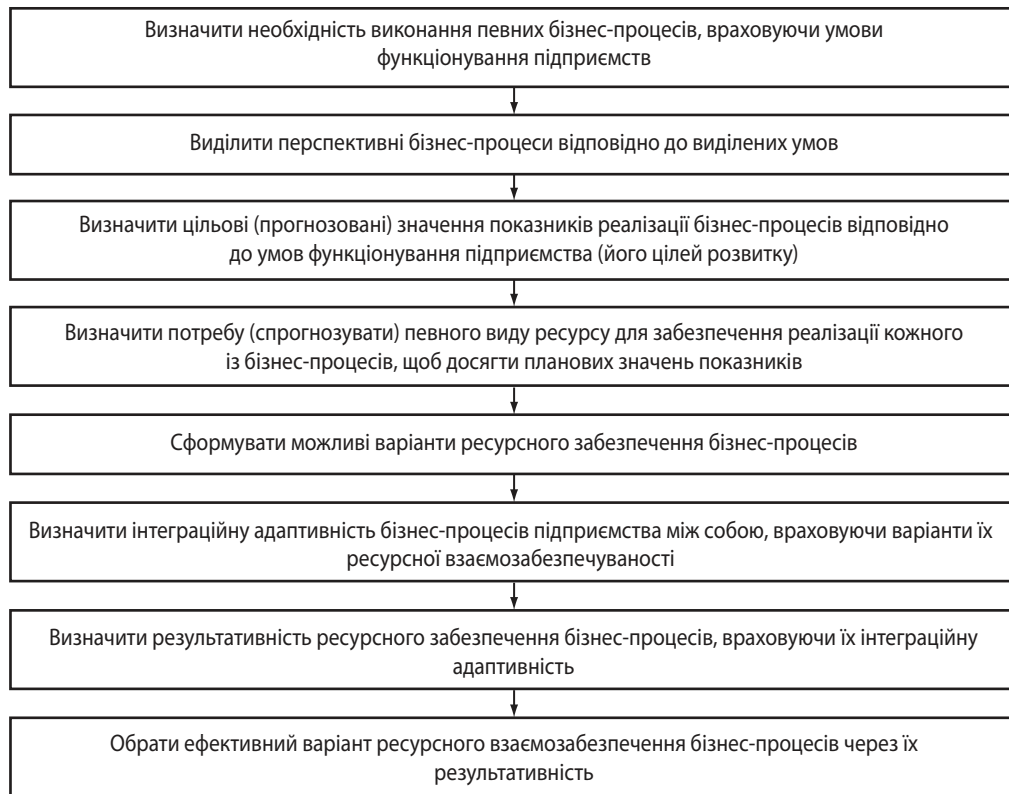 Визначити необхідність виконання певних бізнес-процесів, враховуючи умови
функціонування підприємств
Виділити перспективні бізнес-процеси відповідно до виділених умов
Визначити цільові (прогнозовані) значення показників реалізації бізнес-процесів відповідно
до умов функціонування підприємства (його цілей розвитку)
Визначити потребу (спрогнозувати) певного виду ресурсу для забезпечення реалізації кожного
із бізнес-процесів, щоб досягти планових значень показників
Сформувати можливі варіанти ресурсного забезпечення бізнес-процесів
Визначити інтеграційну адаптивність бізнес-процесів підприємства між собою, враховуючи варіанти їх
ресурсної взаємозабезпечуваності
Визначити результативність ресурсного забезпечення бізнес-процесів, враховуючи їх інтеграційну
адаптивність
Обрати ефективний варіант ресурсного взаємозабезпечення бізнес-процесів через їх
результативність